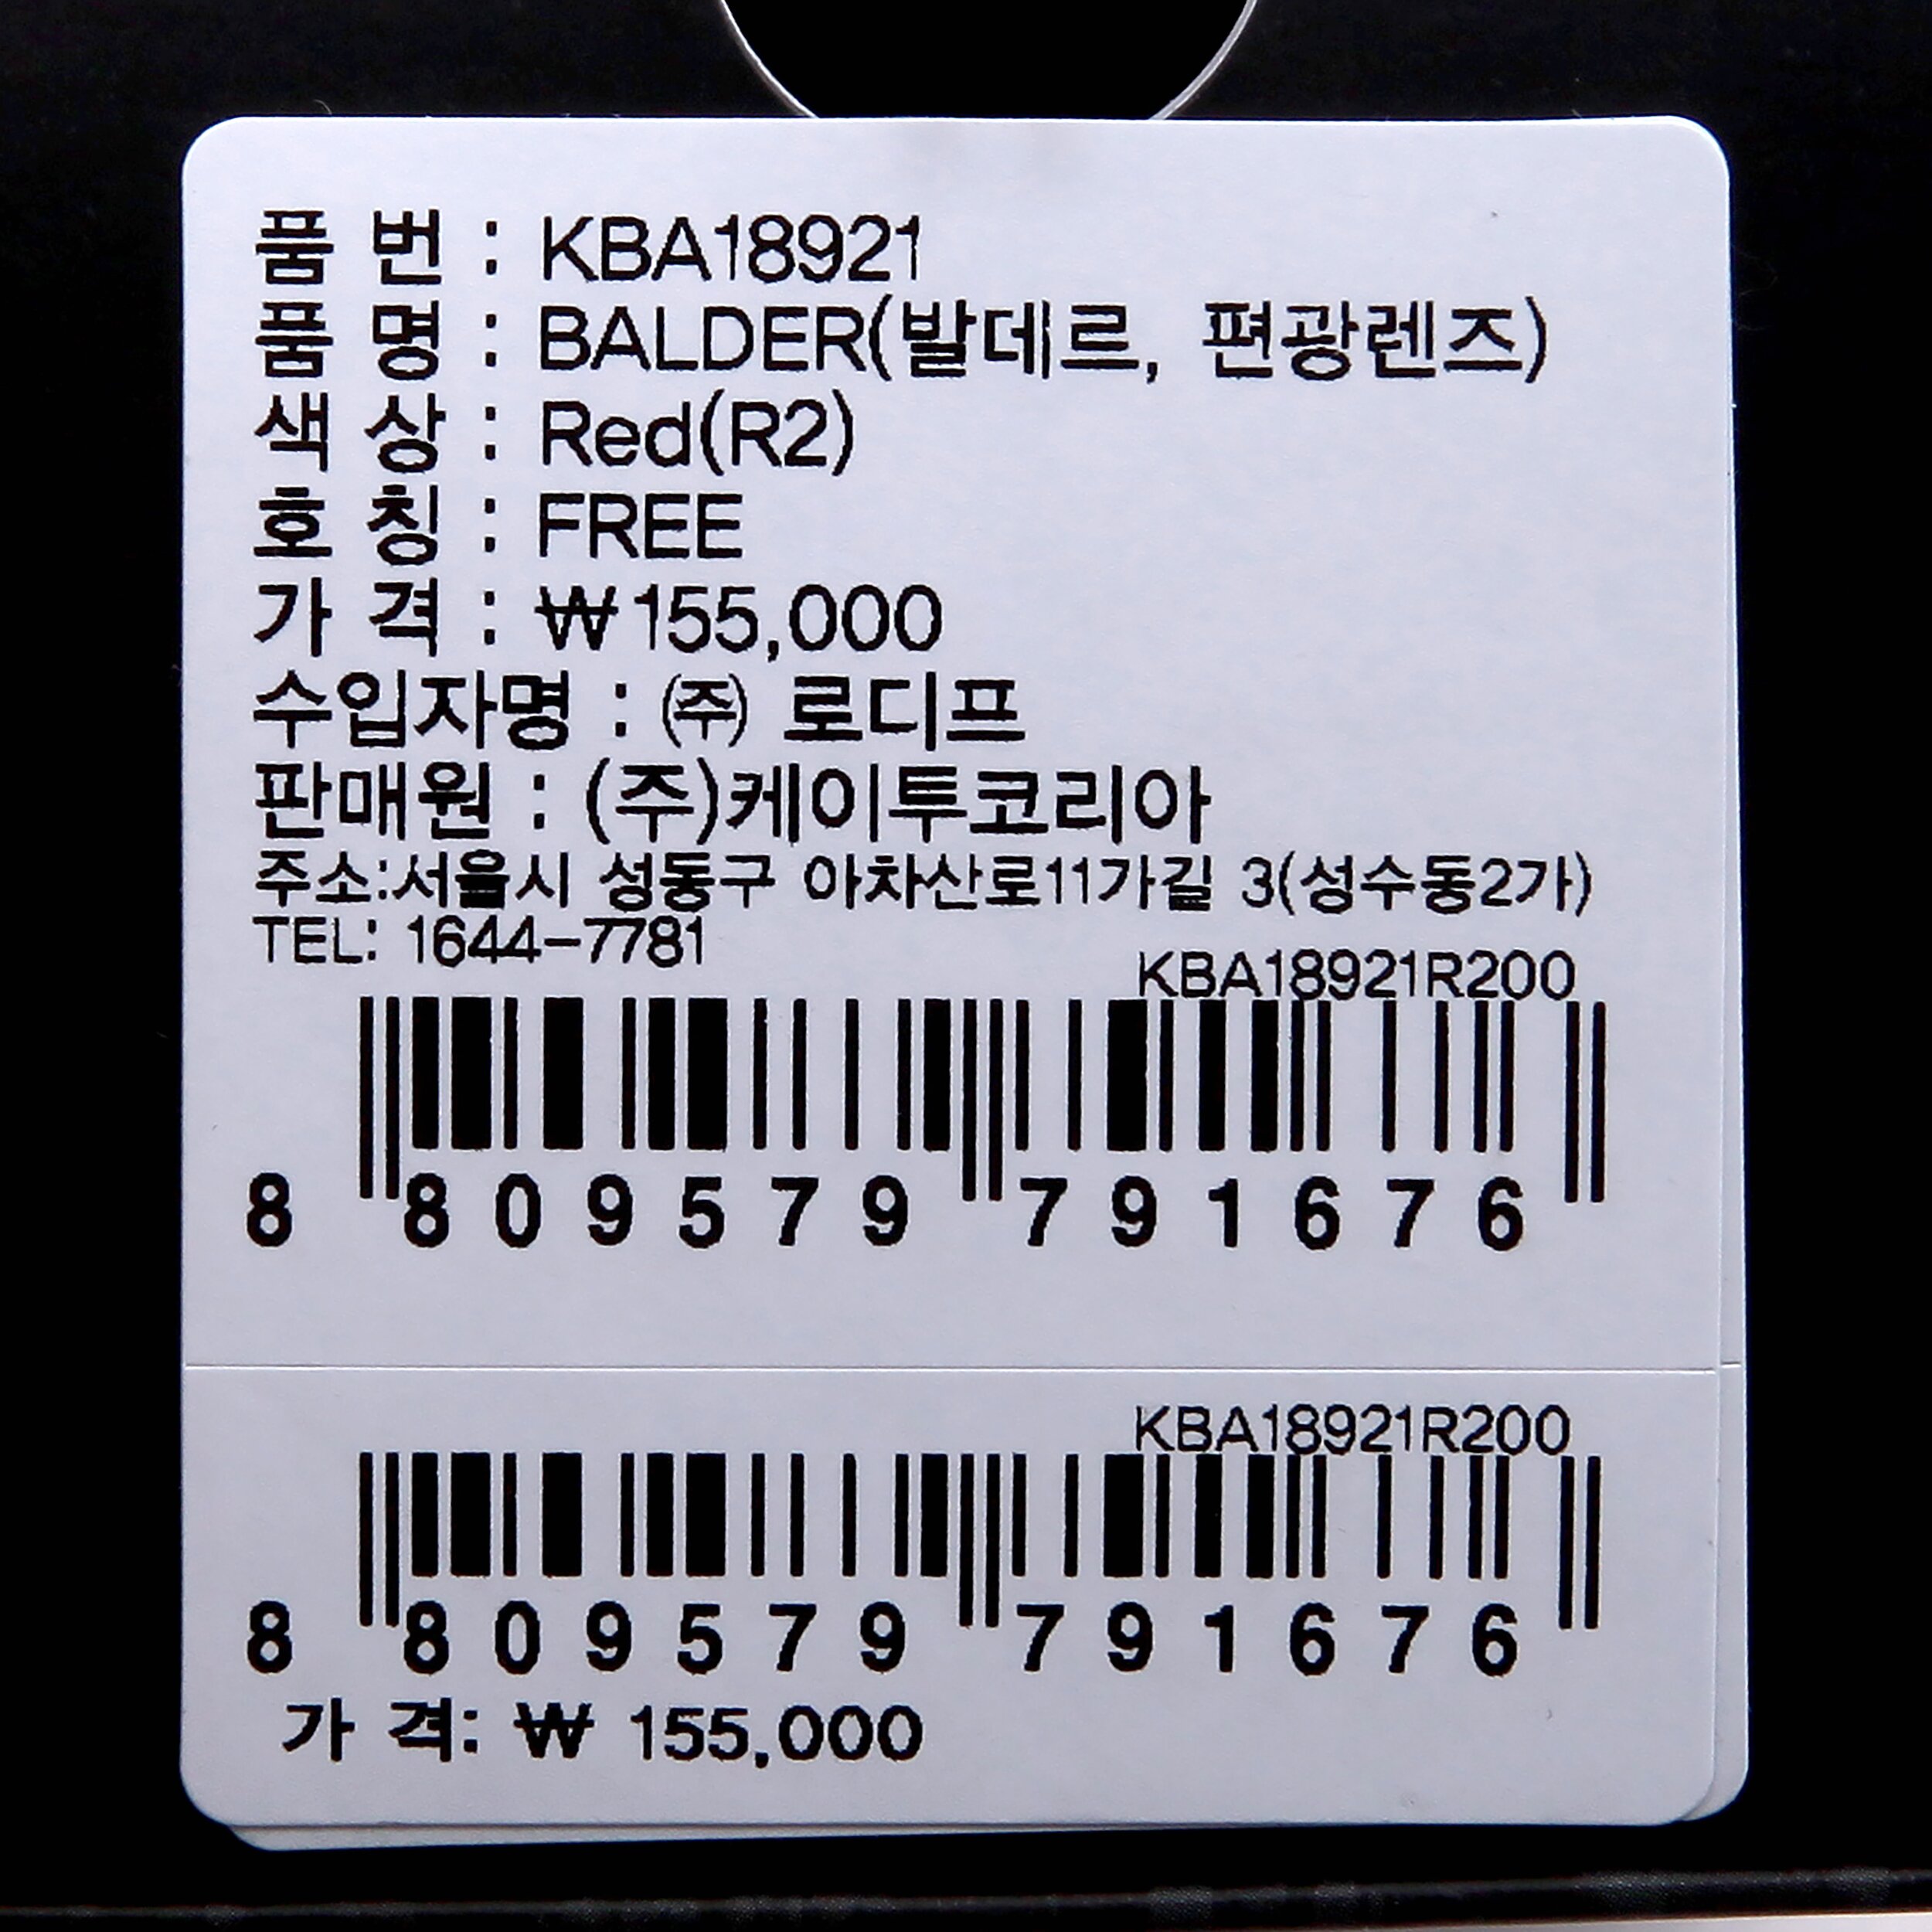 품 번 : KBA18921
품 명 : BALDER(발데르, 편광렌즈)
색 상 : Red(R2)
호 칭 : FREE
가 격 : ₩155,000
수입자명 : ㈜ 로디프
판매원 : (주)케이투코리아
주소:서울시 성동구 아차산로11가길 3(성수동2가)
TEL: 1644-7781
KBA18921R200
8 809579 791676
KBA18921R200
8 809579 791676
가 격: ₩ 155,000